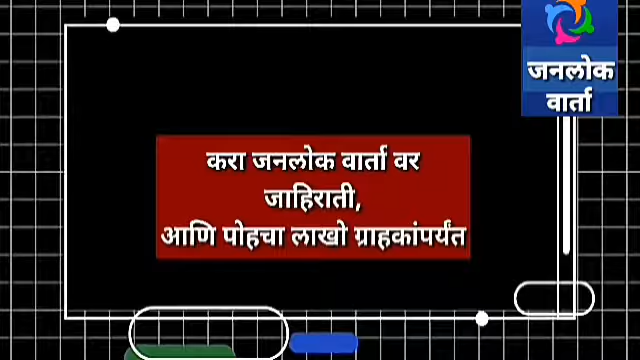 जनलोक
वार्ता
करा जनलोक वार्ता वर
जाहिराती,
आणि पोहचा लाखो ग्राहकांपर्यंत